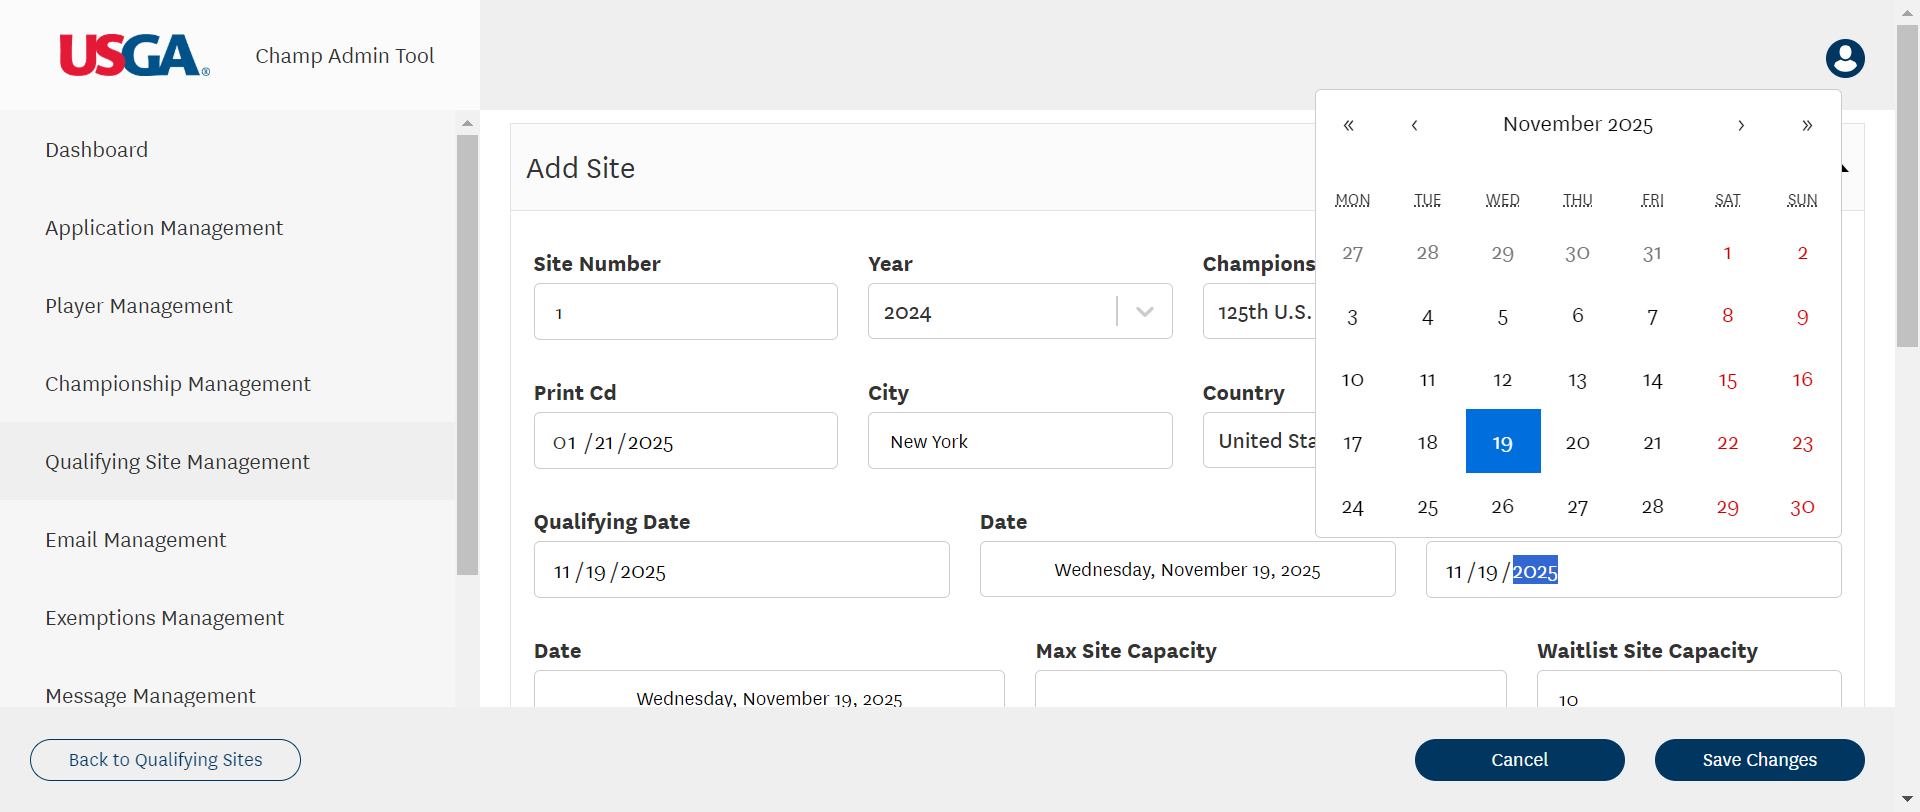 USGA®
Champ Admin Tool
Dashboard
Application Management
Player Management
Championship Management
Qualifying Site Management
Email Management
Exemptions Management
Message Management
Add Site
Site Number
1
Year
2024
Champions
125th U.S.
Print Cd
01 /21 /2025
City
New York
Country
United Sta
Qualifying Date
11 /19 /2025
Date
Wednesday, November 19, 2025
11 /19 /2025
Date
Wednesday, November 19, 2025
Max Site Capacity
Waitlist Site Capacity
10
« ‹ November 2025 › »
MON TUE WED THU FRI SAT SUN
27 28 29 30 31 1 2
3 4 5 6 7 8 9
10 11 12 13 14 15 16
17 18 19 20 21 22 23
24 25 26 27 28 29 30
Back to Qualifying Sites
Cancel
Save Changes